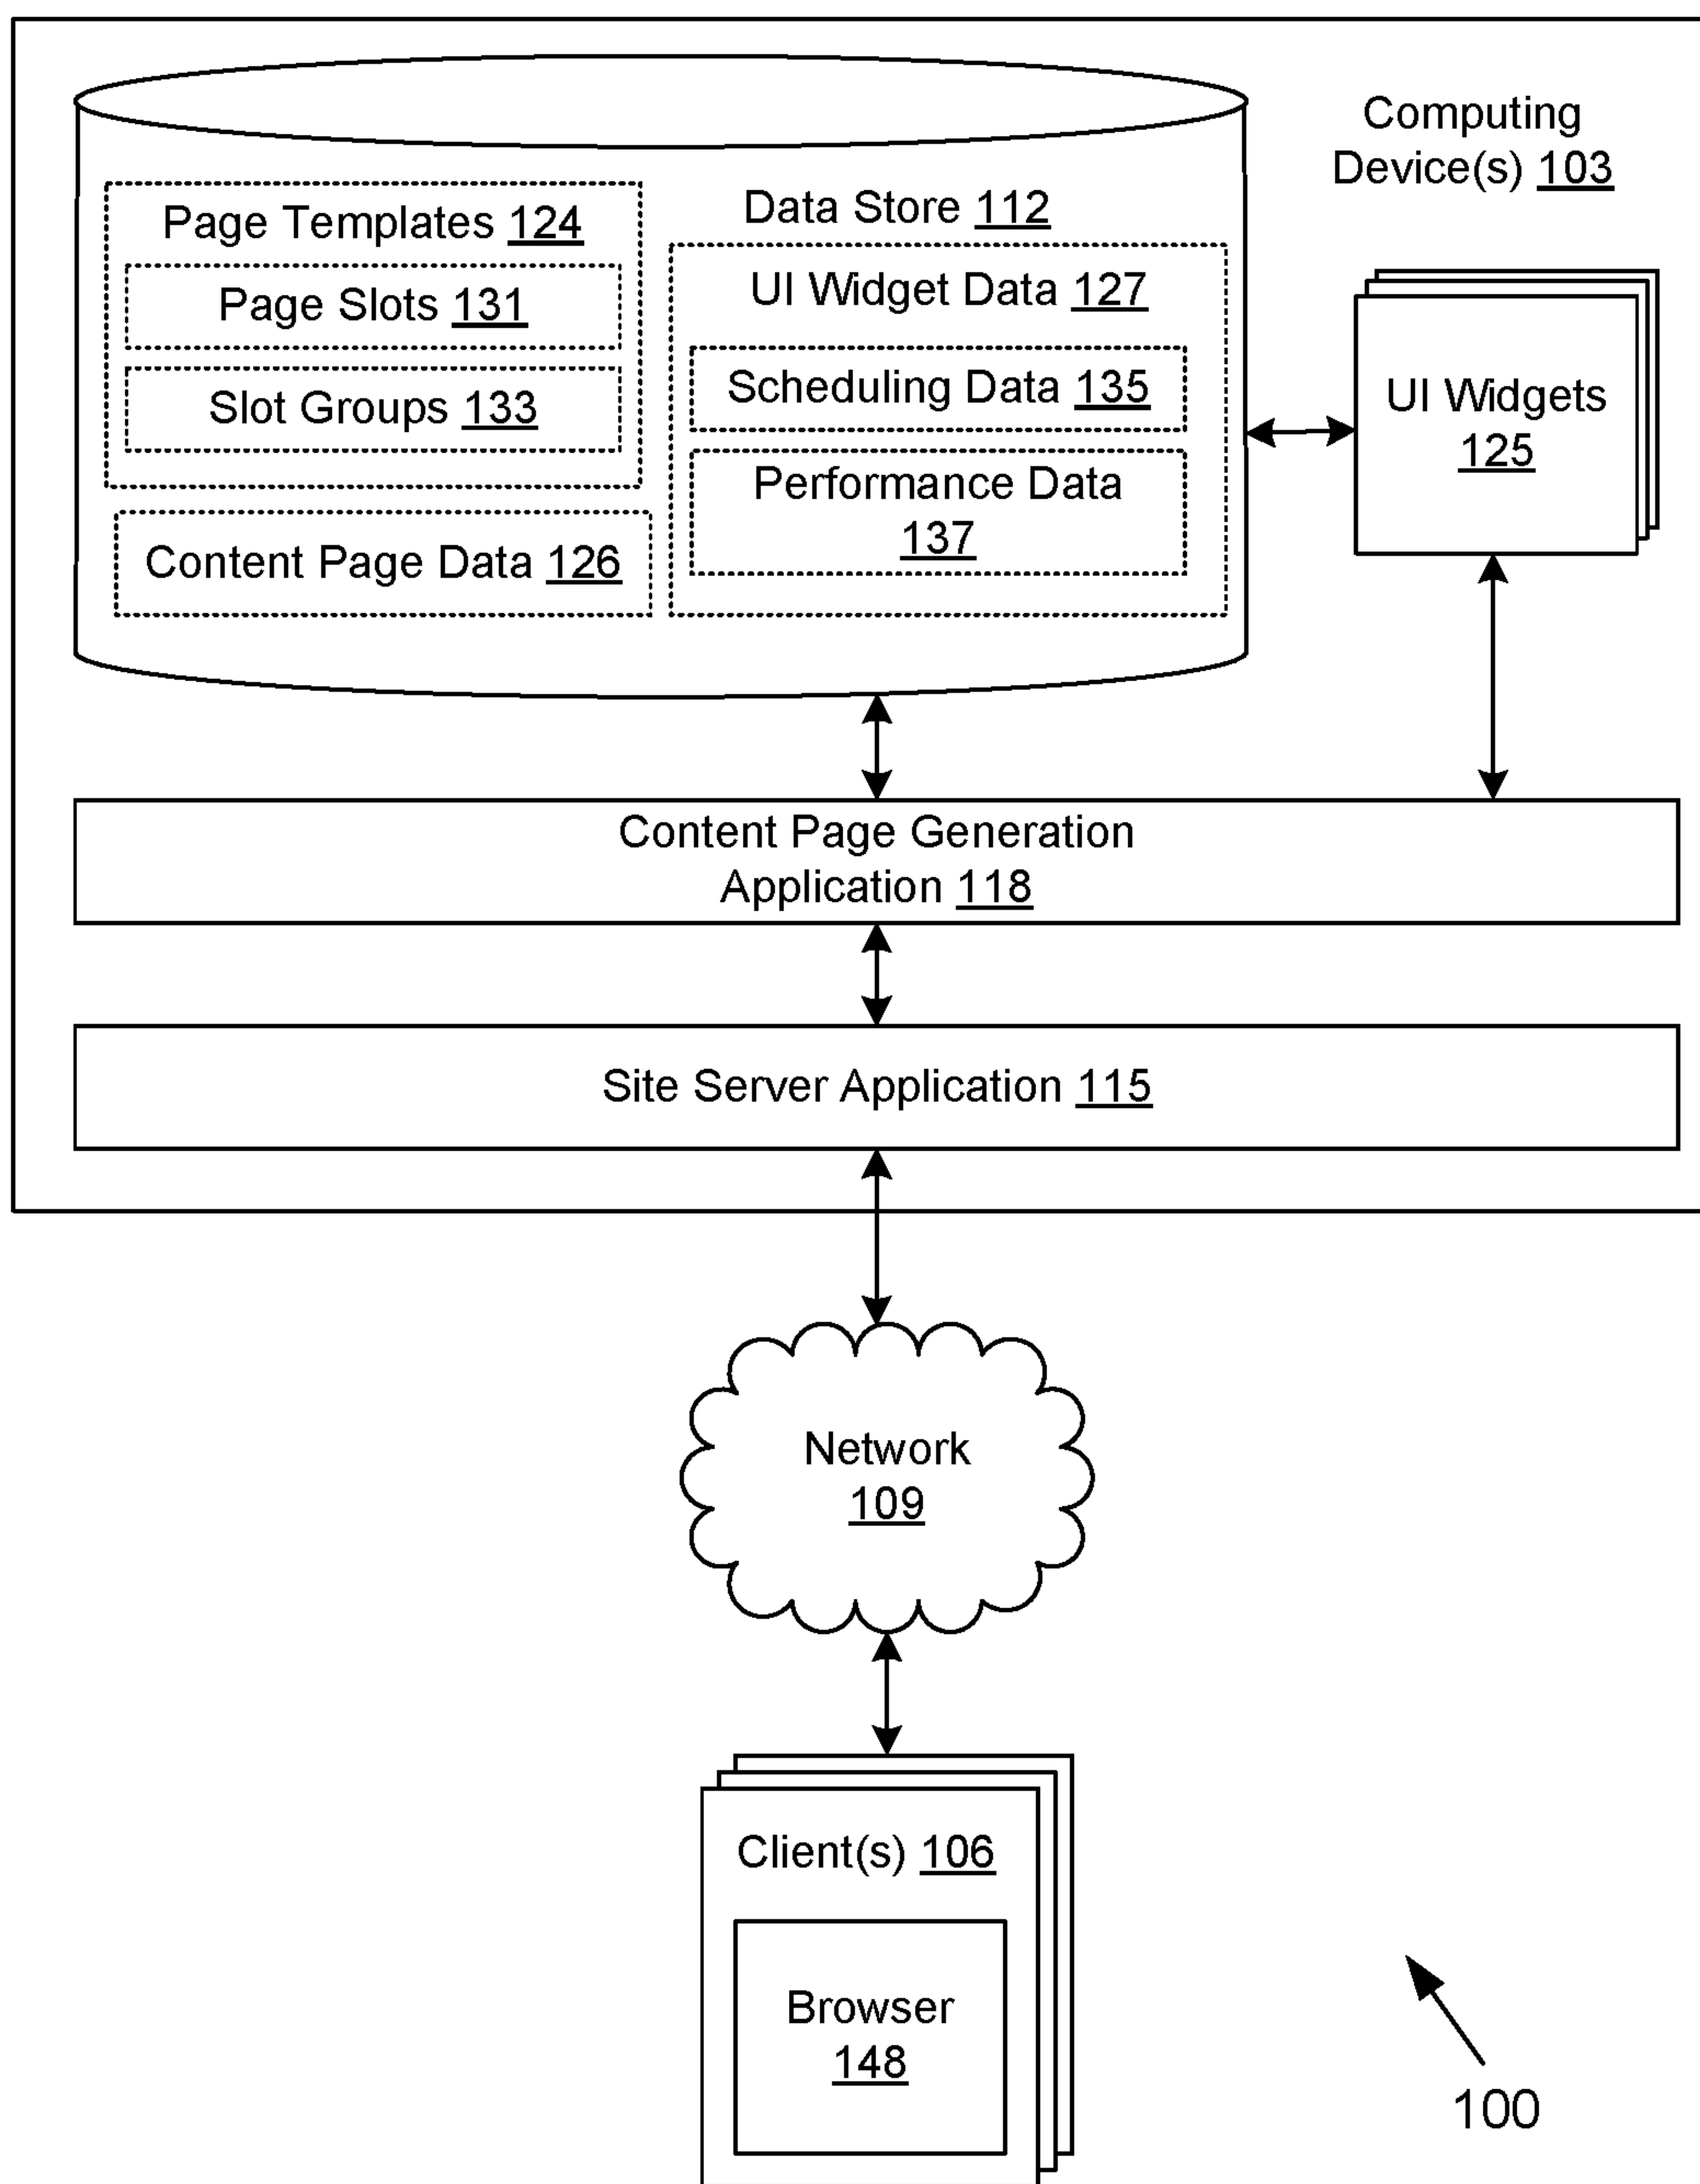 Computing
Device(s) 103
Data Store 112
Page Templates 124
Page Slots 131
Slot Groups 133
Content Page Data 126
UI Widget Data 127
Scheduling Data 135
Performance Data
137
UI Widgets
125
Content Page Generation
Application 118
Site Server Application 115
Network
109
Client(s) 106
Browser
148
100